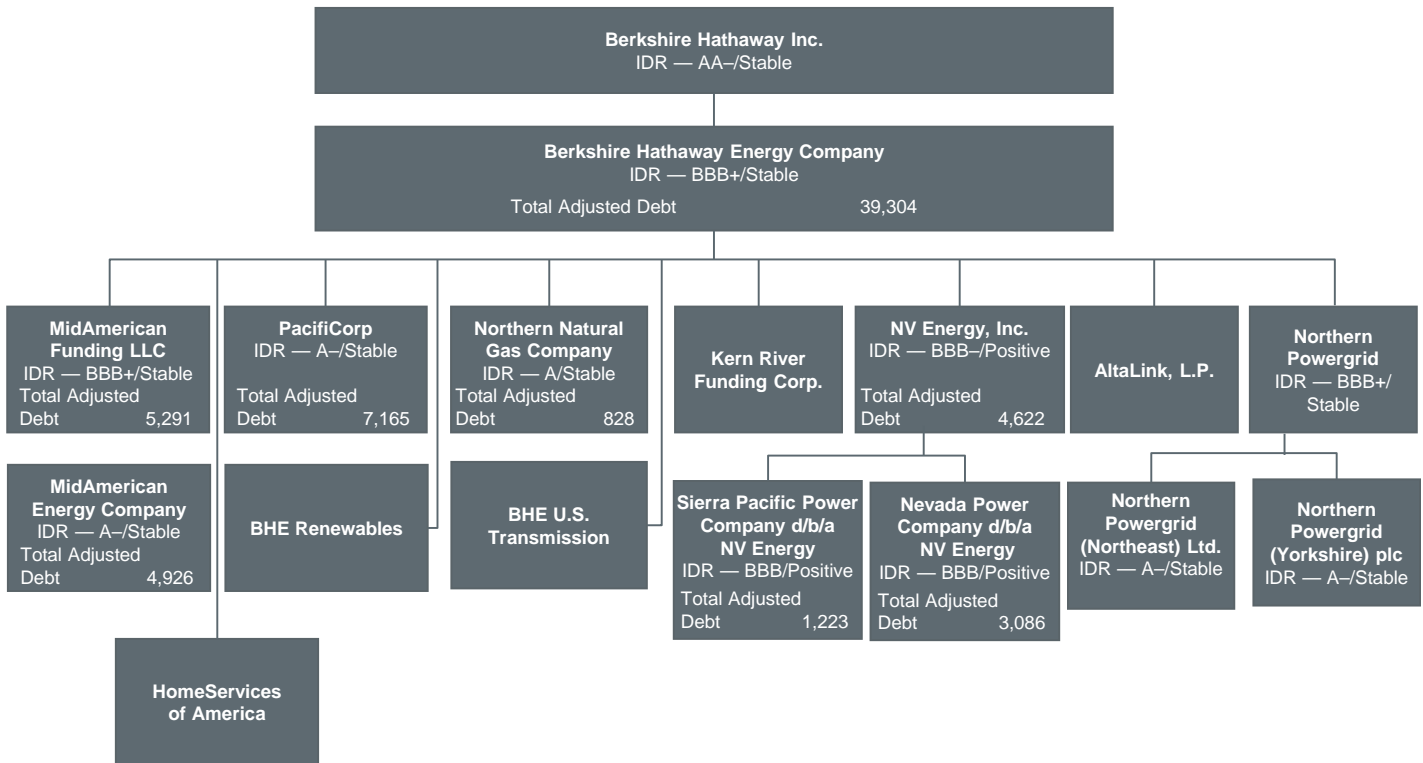 Berkshire Hathaway Inc.
IDR — AA–/Stable
Berkshire Hathaway Energy Company
IDR — BBB+/Stable
Total Adjusted Debt 39,304
MidAmerican
Funding LLC
IDR — BBB+/Stable
Total Adjusted
Debt 5,291
PacifiCorp
IDR — A–/Stable
Total Adjusted
Debt 7,165
Northern Natural
Gas Company
IDR — A/Stable
Total Adjusted
Debt 828
Kern River
Funding Corp.
NV Energy, Inc.
IDR — BBB–/Positive
Total Adjusted
Debt 4,622
AltaLink, L.P.
Northern
Powergrid
IDR — BBB+/
Stable
MidAmerican
Energy Company
IDR — A–/Stable
Total Adjusted
Debt 4,926
BHE Renewables
BHE U.S.
Transmission
Sierra Pacific Power
Company d/b/a
NV Energy
IDR — BBB/Positive
Total Adjusted
Debt 1,223
Nevada Power
Company d/b/a
NV Energy
IDR — BBB/Positive
Total Adjusted
Debt 3,086
Northern
Powergrid
(Northeast) Ltd.
IDR — A–/Stable
Northern
Powergrid
(Yorkshire) plc
IDR — A–/Stable
HomeServices
of America